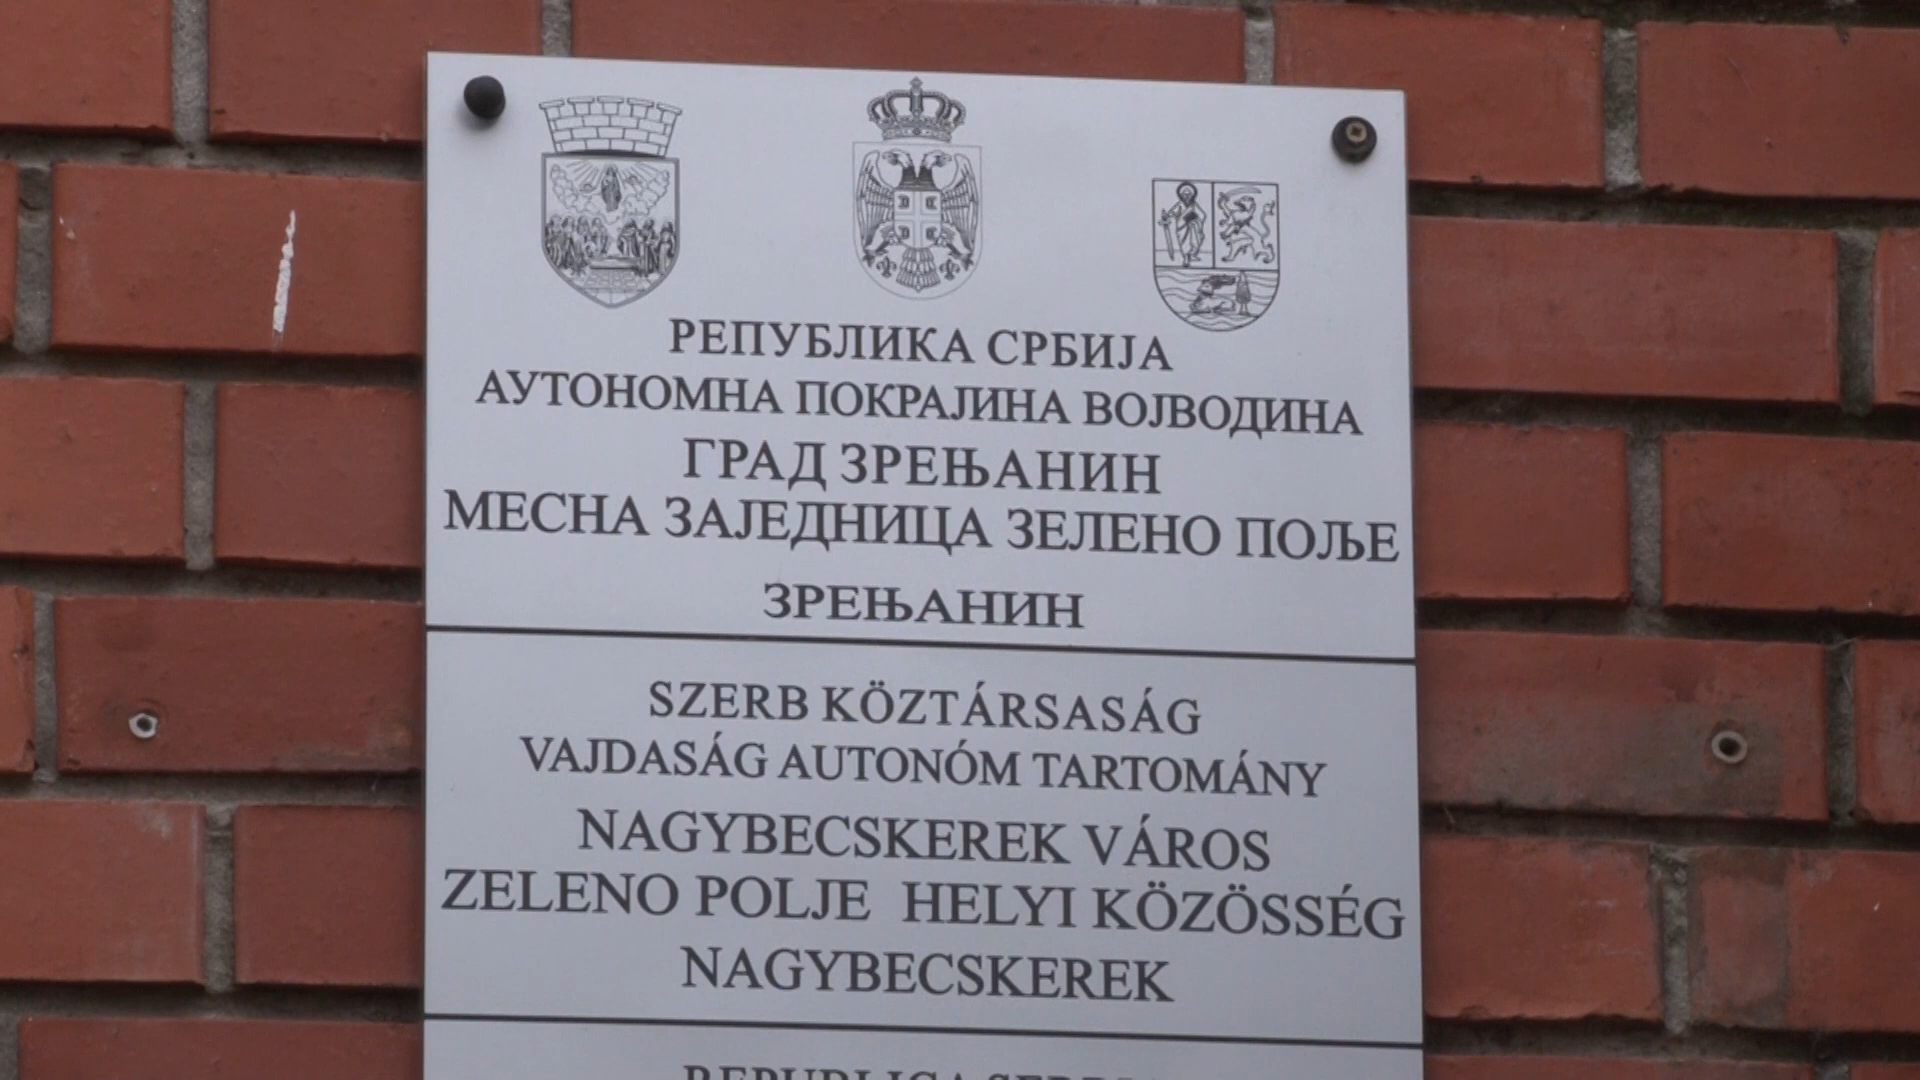 РЕПУБЛИКА СРБИЈА
АУТОНОМНА ПОКРАЈИНА ВОЈВОДИНА
ГРАД ЗРЕЊАНИН
МЕСНА ЗАЈЕДНИЦА ЗЕЛЕНО ПОЉЕ
ЗРЕЊАНИН
SZERB KÖZTÁRSASÁG
VAJDASÁG AUTONÓM TARTOMÁNY
NAGYBECSKEREK VÁROS
ZELENO POLJE HELYI KÖZÖSSÉG
NAGYBECSKEREK